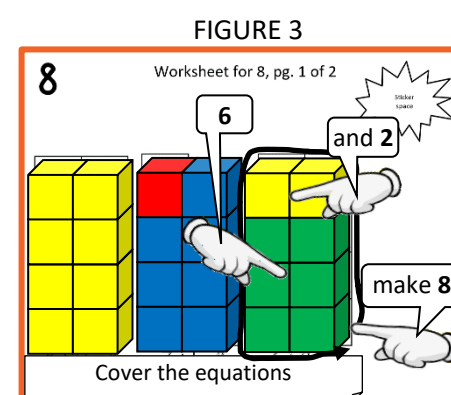 FIGURE 3
8
Worksheet for 8, pg. 1 of 2
Sticker
space
6
and 2
make 8
Cover the equations